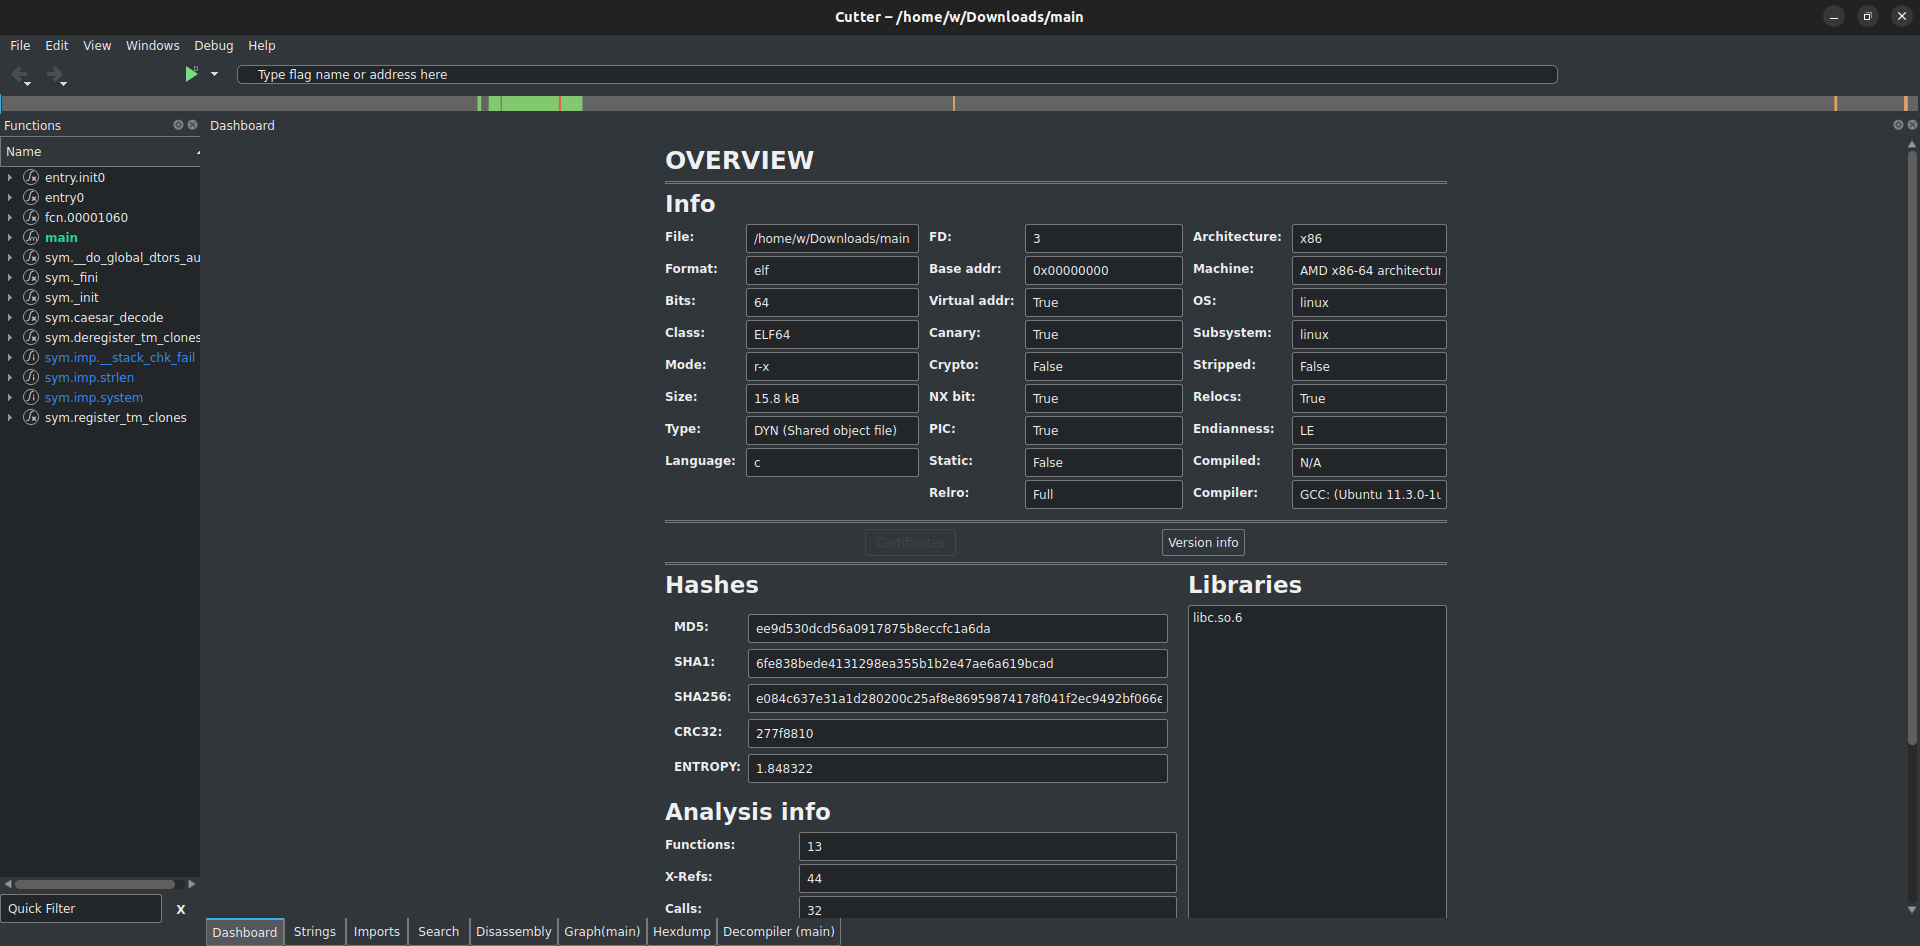 Cutter – /home/w/Downloads/main
File Edit View Windows Debug Help
Type flag name or address here
Functions
Name
entry.init0
entry0
fcn.00001060
main
sym.__do_global_dtors_au
sym._fini
sym._init
sym.caesar_decode
sym.deregister_tm_clones
sym.imp.__stack_chk_fail
sym.imp.strlen
sym.imp.system
sym.register_tm_clones
Quick Filter X
Dashboard
OVERVIEW
Info
File: /home/w/Downloads/main FD: 3 Architecture: x86
Format: elf Base addr: 0x00000000 Machine: AMD x86-64 architectur
Bits: 64 Virtual addr: True OS: linux
Class: ELF64 Canary: True Subsystem: linux
Mode: r-x Crypto: False Stripped: False
Size: 15.8 kB NX bit: True Relocs: True
Type: DYN (Shared object file) PIC: True Endianness: LE
Language: c Static: False Compiled: N/A
Relro: Full Compiler: GCC: (Ubuntu 11.3.0-1u
Certificates Version info
Hashes
MD5: ee9d530dcd56a0917875b8eccfc1a6da
SHA1: 6fe838bede4131298ea355b1b2e47ae6a619bcad
SHA256: e084c637e31a1d280200c25af8e86959874178f041f2ec9492bf066e
CRC32: 277f8810
ENTROPY: 1.848322
Libraries
libc.so.6
Analysis info
Functions: 13
X-Refs: 44
Calls: 32
Dashboard Strings Imports Search Disassembly Graph(main) Hexdump Decompiler (main)